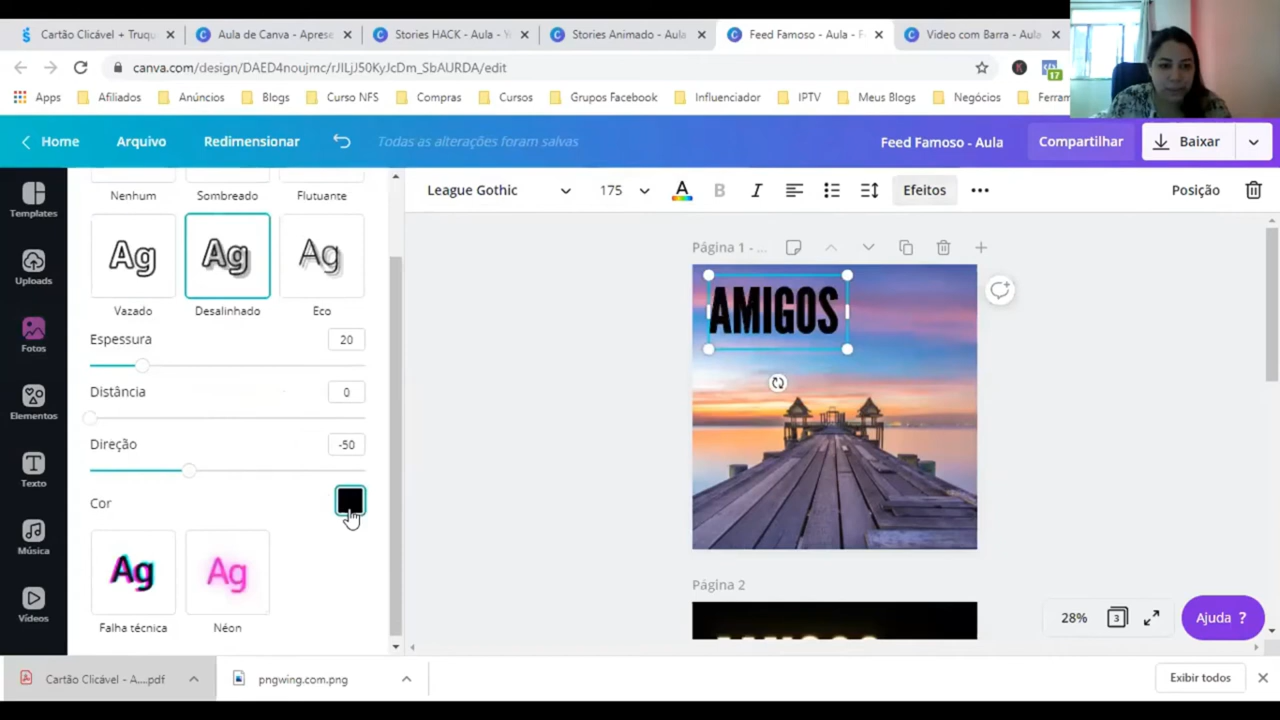 Cartão Clicável + Truqu
Aula de Canva - Aprese
Stories HACK - Aula - Y
Stories Animado - Aula
Feed Famoso - Aula - F
Video com Barra - Aula
canva.com/design/DAED4noujmc/rJILjJ50KyJcDm_SbAURDA/edit
17
Apps
Afiliados
Anúncios
Blogs
Curso NFS
Compras
Cursos
Grupos Facebook
Influenciador
IPTV
Meus Blogs
Negócios
Ferram
Home
Arquivo
Redimensionar
Todas as alterações foram salvas
Feed Famoso - Aula
Compartilhar
Baixar
League Gothic
175
A
B
I
Efeitos
Posição
Templates
Uploads
Fotos
Elementos
Texto
Música
Vídeos
Nenhum
Sombreado
Flutuante
Ag
Ag
Ag
Vazado
Desalinhado
Eco
Espessura
20
Distância
0
Direção
-50
Cor
Ag
Ag
Falha técnica
Néon
Página 1 - ...
AMIGOS
Página 2
28%
3
Ajuda ?
Cartão Clicável - A....pdf
pngwing.com.png
Exibir todos